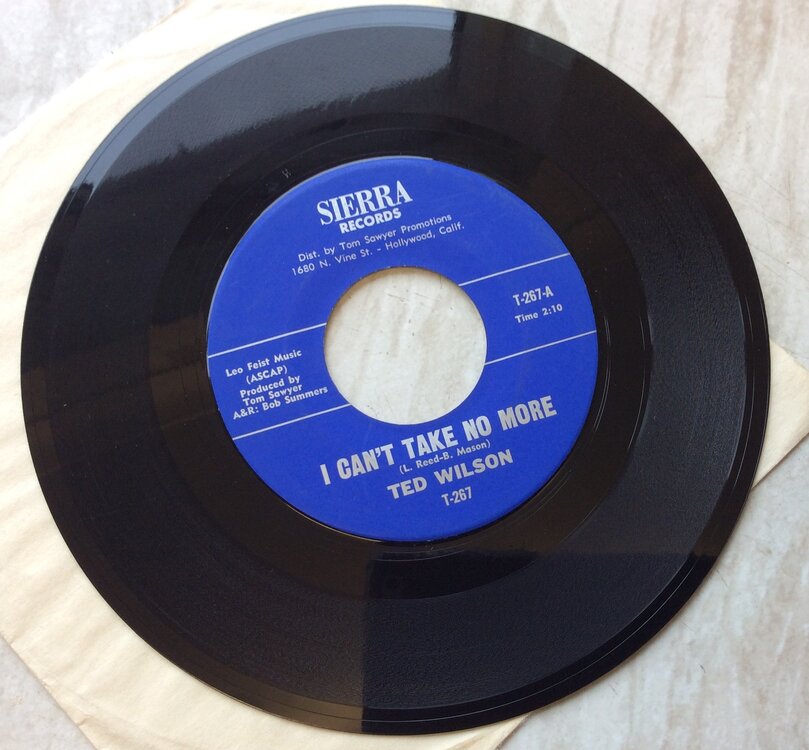 SIERRA
RECORDS
Dist. by Tom Sawyer Promotions
1680 N. Vine St. - Hollywood, Calif.
T-267-A
Time 2:10
Leo Feist Music
(ASCAP)
Produced by
Tom Sawyer
A&R: Bob Summers
I CAN'T TAKE NO MORE
(L. Reed-B. Mason)
TED WILSON
T-267